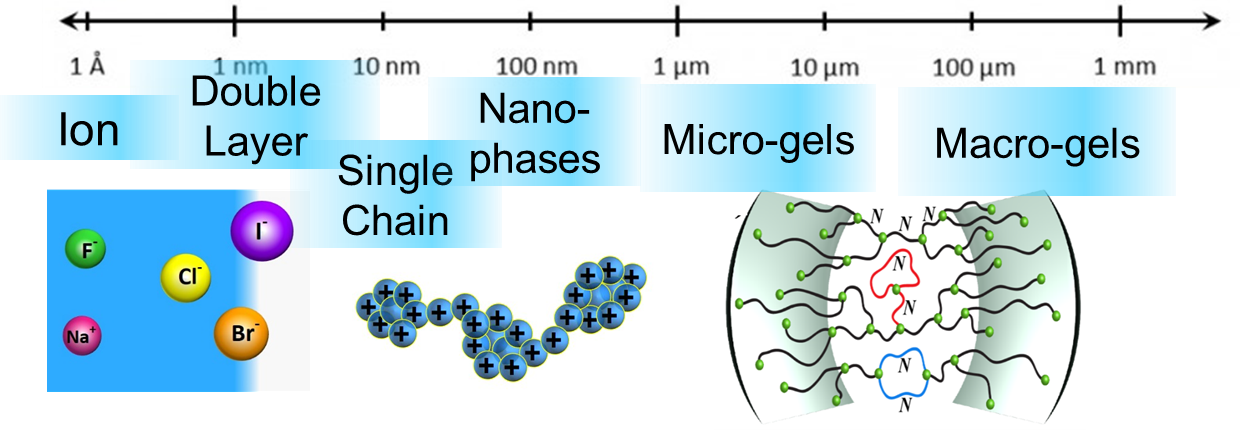 1 Å 1 nm 10 nm 100 nm 1 µm 10 µm 100 µm 1 mm
Ion
Double
Layer
Single
Chain
Nano-
phases
Micro-gels
Macro-gels
F-
Cl-
I-
Na+
Br-
+ + + + + + + + + + + + + + + + + + + + + + + + +
N N N
N
N
N
N